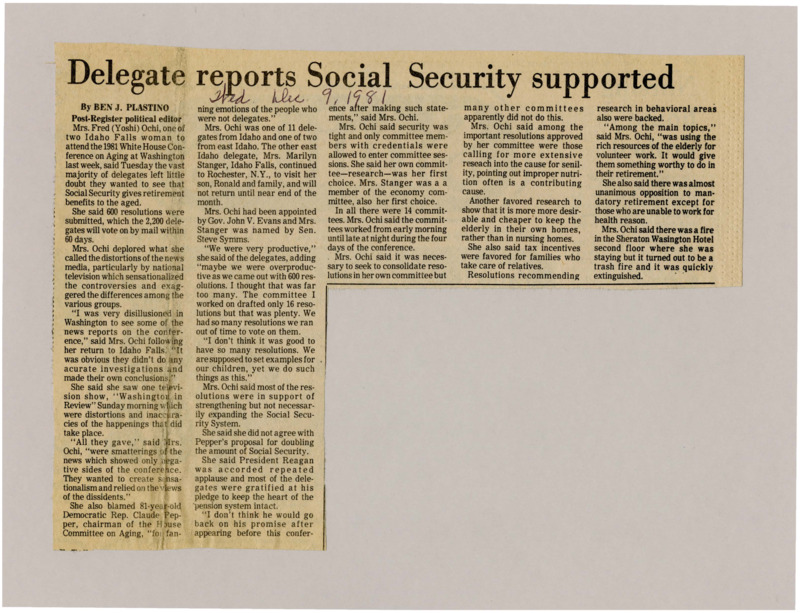 Delegate reports Social Security supported
Wed Dec 9, 1981
By BEN J. PLASTINO
Post-Register political editor
Mrs. Fred (Yoshi) Ochi, one of
two Idaho Falls woman to
attend the 1981 White House Con-
ference on Aging at Washington
last week, said Tuesday the vast
majority of delegates left little
doubt they wanted to see that
Social Security gives retirement
benefits to the aged.
She said 600 resolutions were
submitted, which the 2,200 dele-
gates will vote on by mail within
60 days.
Mrs. Ochi deplored what she
called the distortions of the news
media, particularly by national
television which sensationalized
the controversies and exag-
gered the differences among the
various groups.
"I was very disillusioned in
Washington to see some of the
news reports on the confer-
ence," said Mrs. Ochi following
her return to Idaho Falls. "It
was obvious they didn't do any
acurate investigations and
made their own conclusions."
She said she saw one televi-
sion show, "Washington in
Review" Sunday morning which
were distortions and inaccura-
cies of the happenings that did
take place.
"All they gave," said Mrs.
Ochi, "were smatterings of the
news which showed only nega-
tive sides of the conference.
They wanted to create sensa-
tionalism and relied on the views
of the dissidents."
She also blamed 81-year-old
Democratic Rep. Claude Pep-
per, chairman of the House
Committee on Aging, "for fan-
ning emotions of the people who
were not delegates."
Mrs. Ochi was one of 11 dele-
gates from Idaho and one of two
from east Idaho. The other east
Idaho delegate, Mrs. Marilyn
Stanger, Idaho Falls, continued
to Rochester, N.Y., to visit her
son, Ronald and family, and will
not return until near end of the
month.
Mrs. Ochi had been appointed
by Gov. John V. Evans and Mrs.
Stanger was named by Sen.
Steve Symms.
"We were very productive,"
she said of the delegates, adding
"maybe we were overproduc-
tive as we came out with 600 res-
olutions. I thought that was far
too many. The committee I
worked on drafted only 16 reso-
lutions but that was plenty. We
had so many resolutions we ran
out of time to vote on them.
"I don't think it was good to
have so many resolutions. We
are supposed to set examples for
our children, yet we do such
things as this."
Mrs. Ochi said most of the res-
olutions were in support of
strengthening but not necessar-
ily expanding the Social Secu-
rity System.
She said she did not agree with
Pepper's proposal for doubling
the amount of Social Security.
She said President Reagan
was accorded repeated
applause and most of the dele-
gates were gratified at his
pledge to keep the heart of the
pension system intact.
"I don't think he would go
back on his promise after
appearing before this confer-
ence after making such state-
ments," said Mrs. Ochi.
Mrs. Ochi said security was
tight and only committee mem-
bers with credentials were
allowed to enter committee ses-
sions. She said her own commit-
tee—research—was her first
choice. Mrs. Stanger was a a
member of the economy com-
mittee, also her first choice.
In all there were 14 commit-
tees. Mrs. Ochi said the commit-
tees worked from early morning
until late at night during the four
days of the conference.
Mrs. Ochi said it was neces-
sary to seek to consolidate reso-
lutions in her own committee but
many other committees
apparently did not do this.
Mrs. Ochi said among the
important resolutions approved
by her committee were those
calling for more extensive
reseach into the cause for senil-
ity, pointing out improper nutri-
tion often is a contributing
cause.
Another favored research to
show that it is more more desir-
able and cheaper to keep the
elderly in their own homes,
rather than in nursing homes.
She also said tax incentives
were favored for families who
take care of relatives.
Resolutions recommending
research in behavioral areas
also were backed.
"Among the main topics,"
said Mrs. Ochi, "was using the
rich resources of the elderly for
volunteer work. It would give
them something worthy to do in
their retirement."
She also said there was almost
unanimous opposition to man-
datory retirement except for
those who are unable to work for
health reason.
Mrs. Ochi said there was a fire
in the Sheraton Wasington Hotel
second floor where she was
staying but it turned out to be a
trash fire and it was quickly
extinguished.